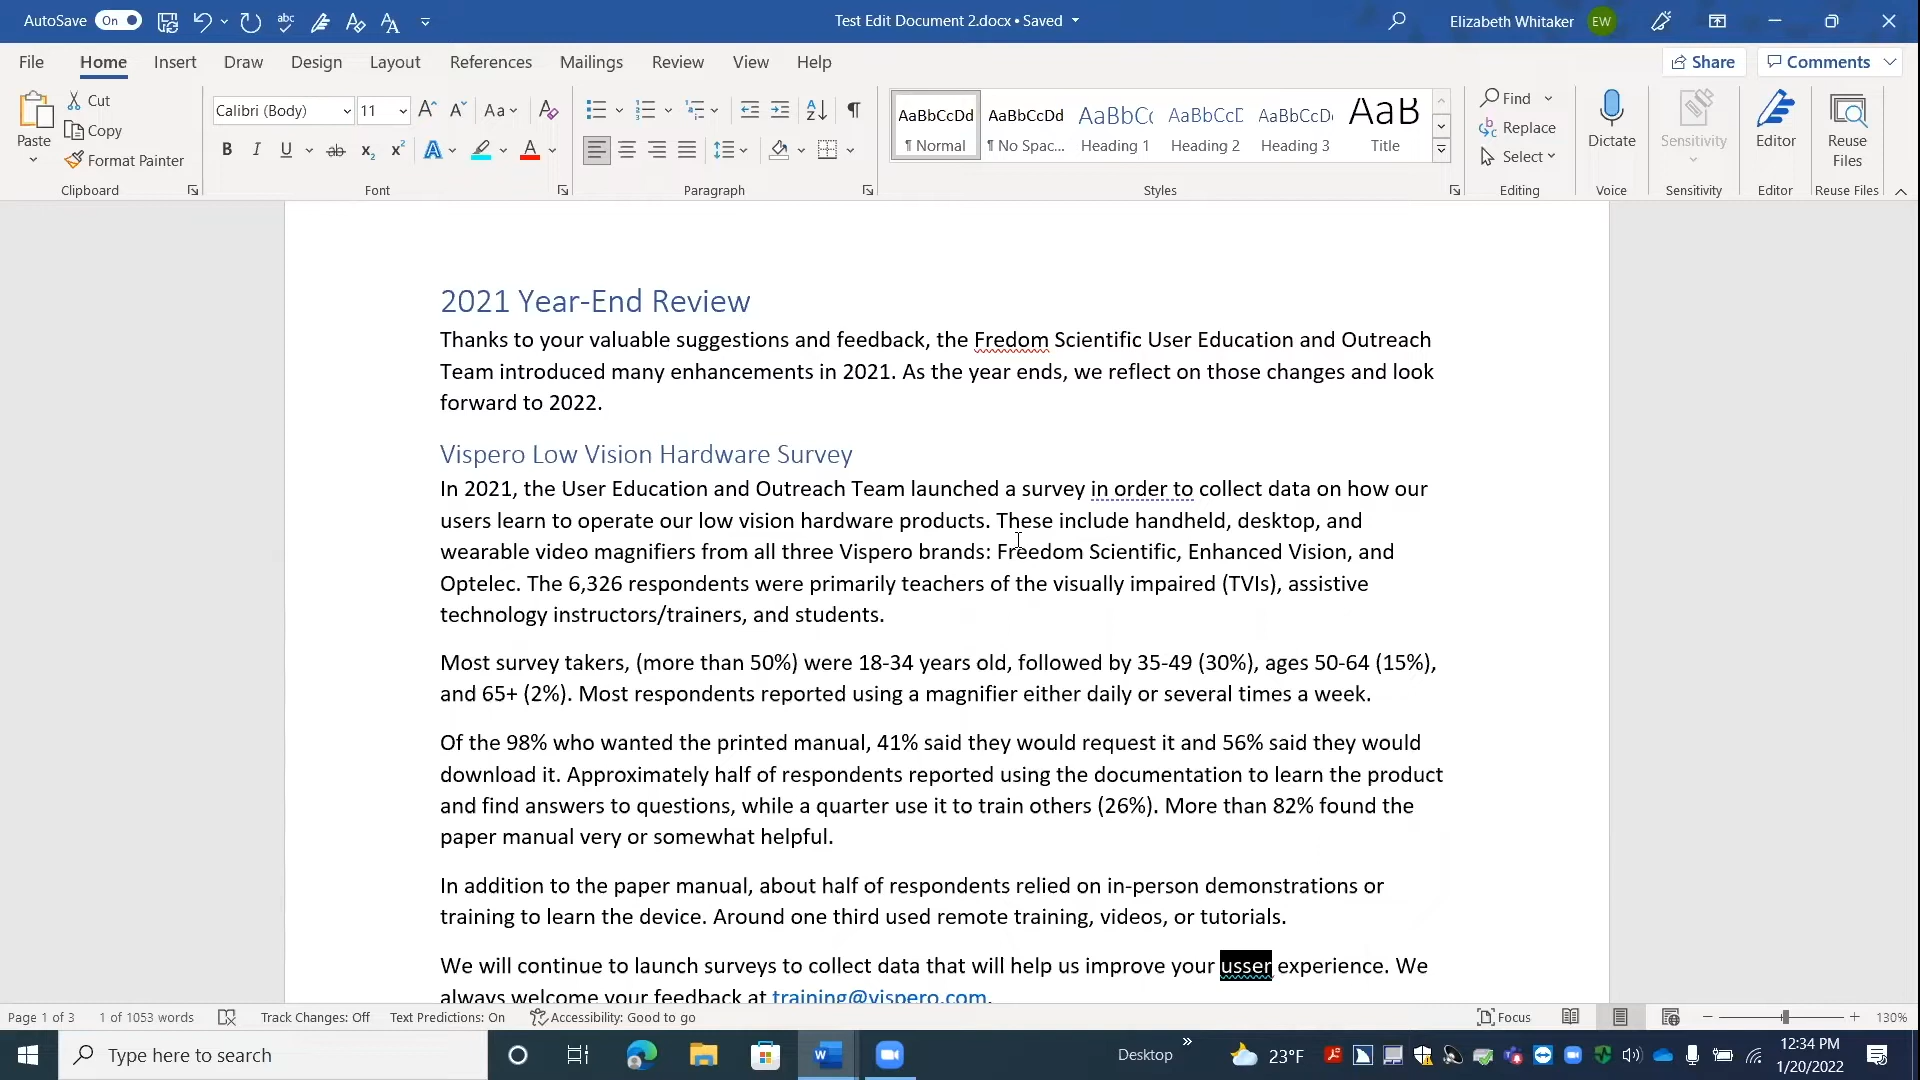 AutoSave On
Test Edit Document 2.docx • Saved
Elizabeth Whitaker EW
File Home Insert Draw Design Layout References Mailings Review View Help
Share Comments
Paste
Cut
Copy
Format Painter
Clipboard
Calibri (Body) 11
Font
Paragraph
AaBbCcDd AaBbCcDd AaBbCc AaBbCcE AaBbCcD AaB
¶ Normal ¶ No Spac... Heading 1 Heading 2 Heading 3 Title
Styles
Find
Replace
Select
Editing
Dictate
Voice
Sensitivity
Sensitivity
Editor
Editor
Reuse
Files
Reuse Files
2021 Year-End Review
Thanks to your valuable suggestions and feedback, the Fredom Scientific User Education and Outreach
Team introduced many enhancements in 2021. As the year ends, we reflect on those changes and look
forward to 2022.
Vispero Low Vision Hardware Survey
In 2021, the User Education and Outreach Team launched a survey in order to collect data on how our
users learn to operate our low vision hardware products. These include handheld, desktop, and
wearable video magnifiers from all three Vispero brands: Freedom Scientific, Enhanced Vision, and
Optelec. The 6,326 respondents were primarily teachers of the visually impaired (TVIs), assistive
technology instructors/trainers, and students.
Most survey takers, (more than 50%) were 18-34 years old, followed by 35-49 (30%), ages 50-64 (15%),
and 65+ (2%). Most respondents reported using a magnifier either daily or several times a week.
Of the 98% who wanted the printed manual, 41% said they would request it and 56% said they would
download it. Approximately half of respondents reported using the documentation to learn the product
and find answers to questions, while a quarter use it to train others (26%). More than 82% found the
paper manual very or somewhat helpful.
In addition to the paper manual, about half of respondents relied on in-person demonstrations or
training to learn the device. Around one third used remote training, videos, or tutorials.
We will continue to launch surveys to collect data that will help us improve your usser experience. We
always welcome your feedback at training@vispero.com.
Page 1 of 3 1 of 1053 words Track Changes: Off Text Predictions: On Accessibility: Good to go Focus 130%
Type here to search
Desktop
23°F
12:34 PM
1/20/2022